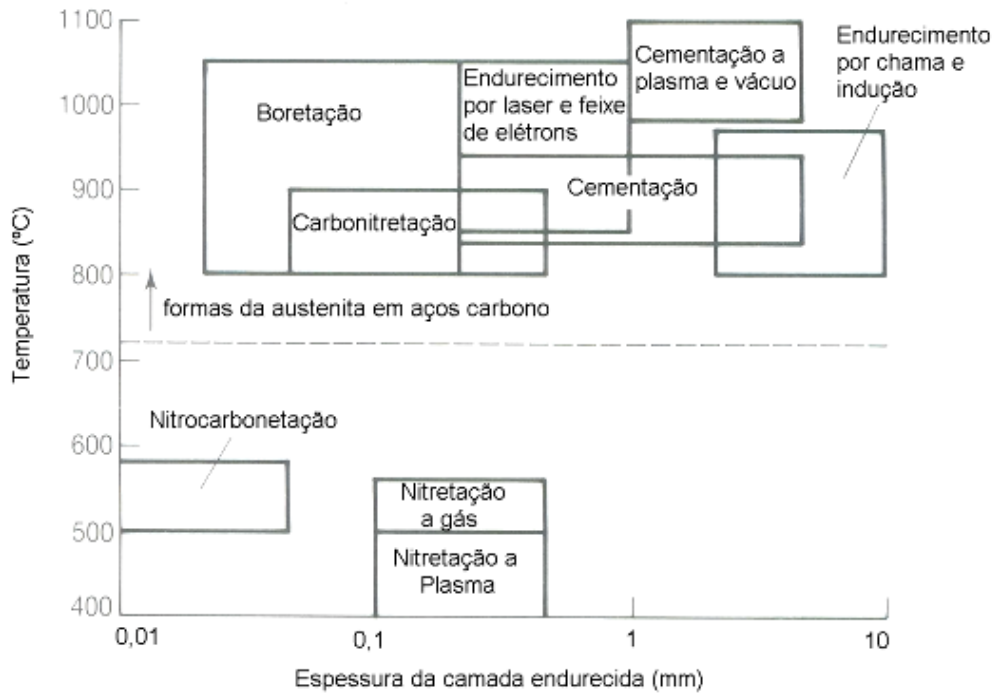 1100
1000
900
800
700
600
500
400
Temperatura (ºC)
Boretação
Endurecimento
por laser e feixe
de elétrons
Cementação a
plasma e vácuo
Endurecimento
por chama e
indução
Cementação
Carbonitretação
formas da austenita em aços carbono
Nitrocarbonetação
Nitretação
a gás
Nitretação a
Plasma
0,01
0,1
1
10
Espessura da camada endurecida (mm)